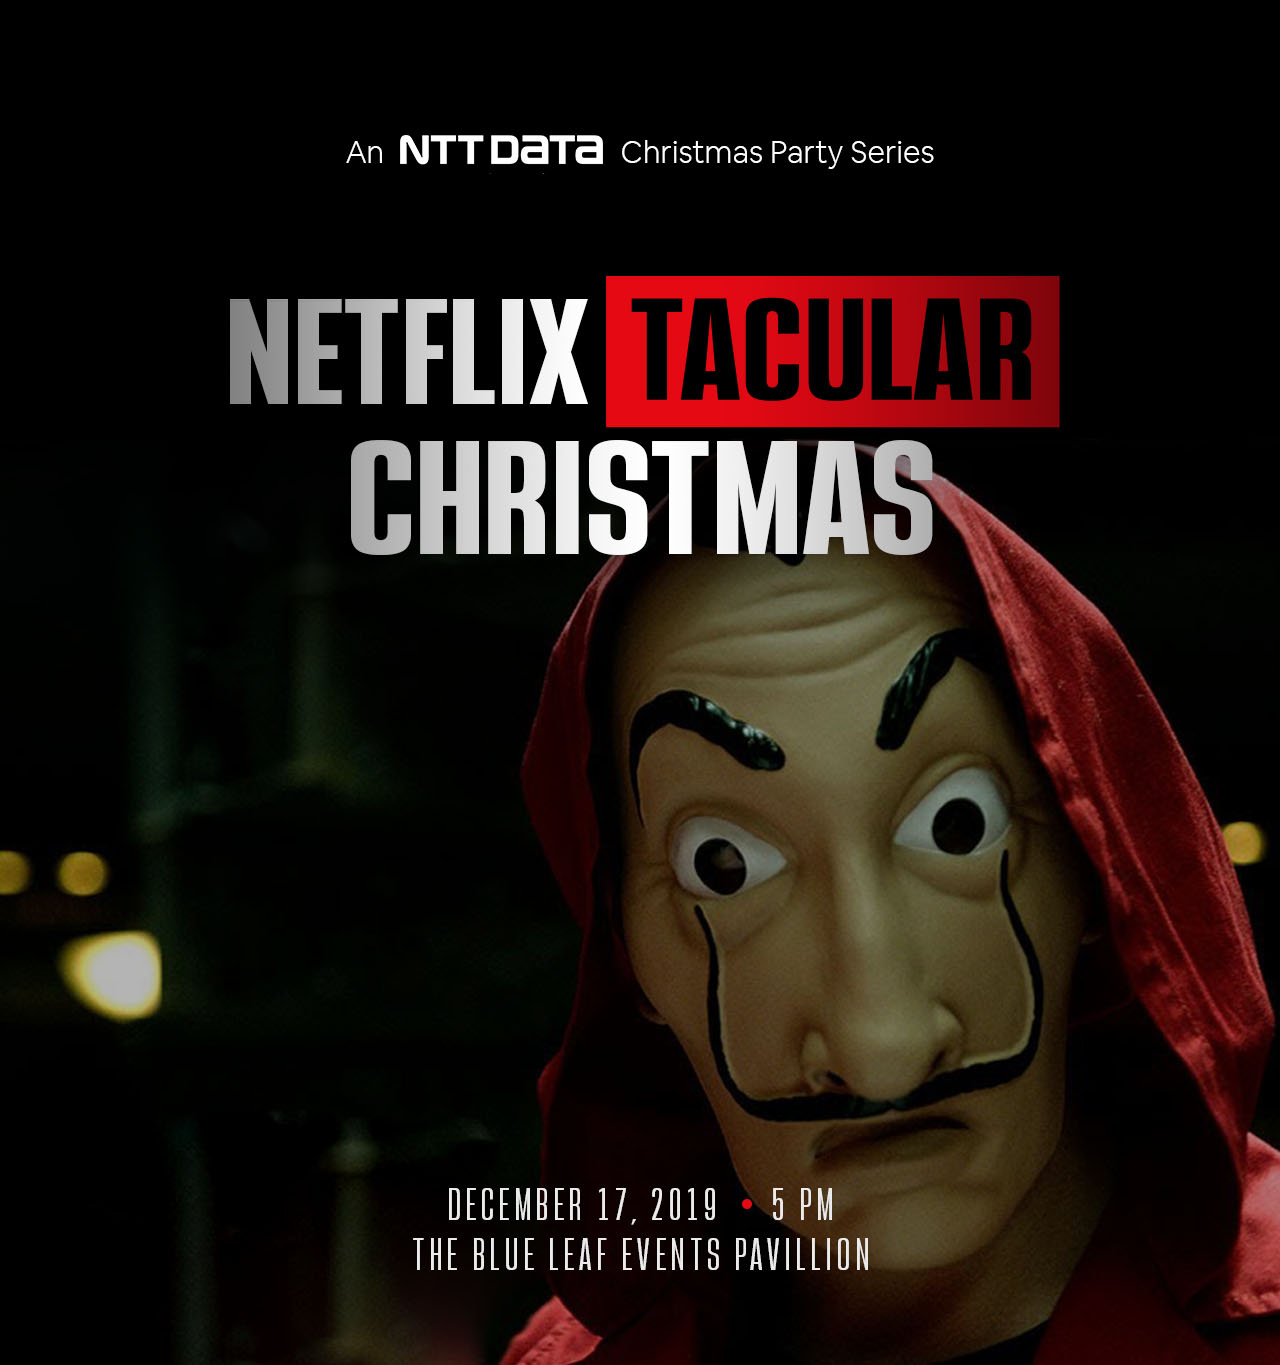 An NTT DATA Christmas Party Series
NETFLIX TACULAR
CHRISTMAS
DECEMBER 17, 2019 • 5 PM
THE BLUE LEAF EVENTS PAVILLION